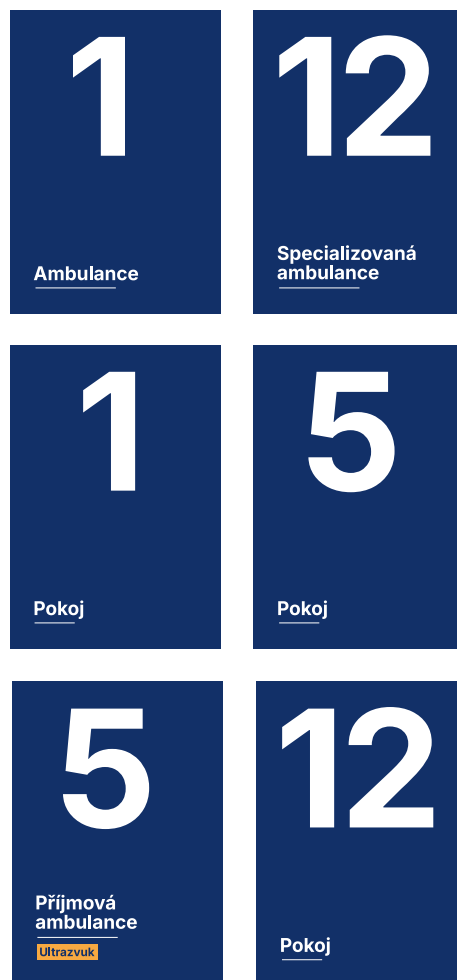 1
Ambulance
12
Specializovaná
ambulance
1
Pokoj
5
Pokoj
5
Příjmová
ambulance
Ultrazvuk
12
Pokoj